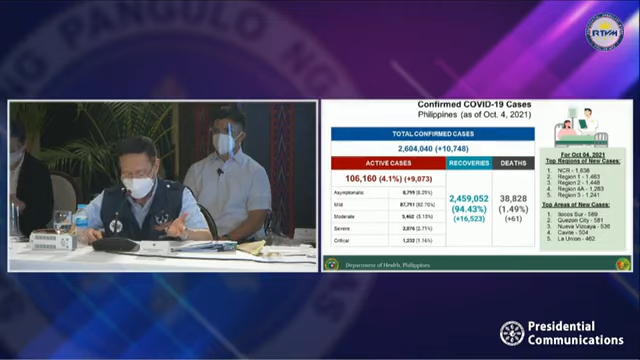 NG PANGULO NG
RTVM
Confirmed COVID-19 Cases
Philippines (as of Oct. 4, 2021)
TOTAL CONFIRMED CASES
2,604,040 (+10,748)
ACTIVE CASES
RECOVERIES
DEATHS
106,160 (4.1%) (+9,073)
Asymptomatic
Mild
Moderate
Severe
Critical
2,459,052
(94.43%)
(+16,523)
38,828
(1.49%)
(+61)
For Oct 04, 2021
Top Regions of New Cases:
1. NCR - 1,636
2. Region 1 - 1,463
3. Region 2 - 1,448
4. Region 4A - 1,283
5. Region 3 - 1,241
Top Areas of New Cases:
1. Ilocos Sur - 589
2. Quezon City - 581
3. Nueva Vizcaya - 536
4. Cavite - 504
5. La Union - 462
Department of Health, Philippines
Presidential
Communications